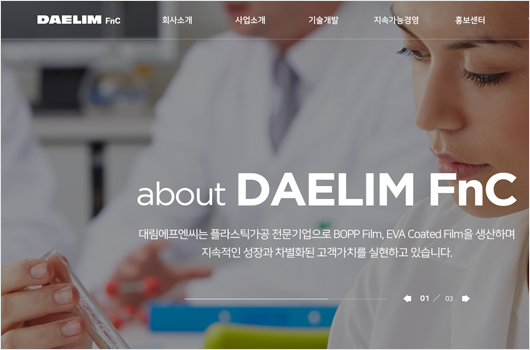 DAELIM FnC 회사소개 사업소개 기술개발 지속가능경영 홍보센터
about DAELIM FnC
대림에프엔씨는 플라스틱가공 전문기업으로 BOPP Film, EVA Coated Film을 생산하며
지속적인 성장과 차별화된 고객가치를 실현하고 있습니다.
01 / 03